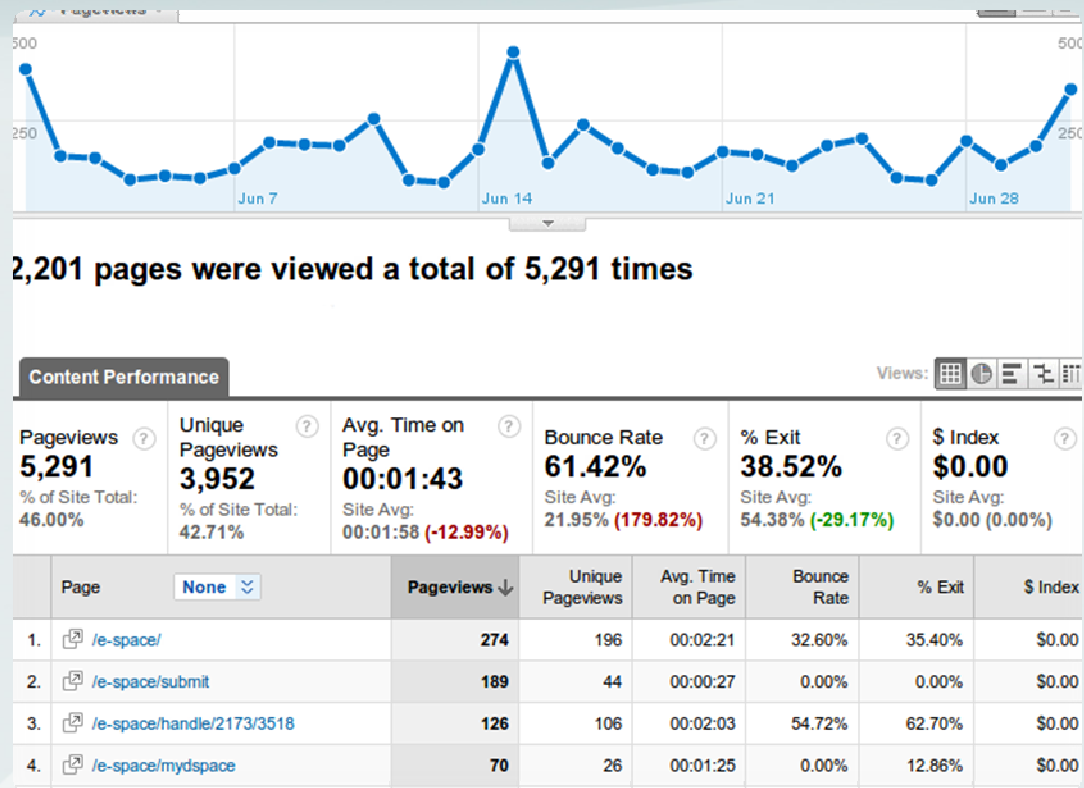 Pageviews
500 500
250 250
Jun 7 Jun 14 Jun 21 Jun 28
2,201 pages were viewed a total of 5,291 times
Content Performance
Views:
Pageviews ?
5,291
% of Site Total:
46.00%
Unique Pageviews ?
3,952
% of Site Total:
42.71%
Avg. Time on Page ?
00:01:43
Site Avg:
00:01:58 (-12.99%)
Bounce Rate ?
61.42%
Site Avg:
21.95% (179.82%)
% Exit ?
38.52%
Site Avg:
54.38% (-29.17%)
$ Index ?
$0.00
Site Avg:
$0.00 (0.00%)
Page None Pageviews ↓ Unique Pageviews Avg. Time on Page Bounce Rate % Exit $ Index
1. /e-space/ 274 196 00:02:21 32.60% 35.40% $0.00
2. /e-space/submit 189 44 00:00:27 0.00% 0.00% $0.00
3. /e-space/handle/2173/3518 126 106 00:02:03 54.72% 62.70% $0.00
4. /e-space/mydspace 70 26 00:01:25 0.00% 12.86% $0.00